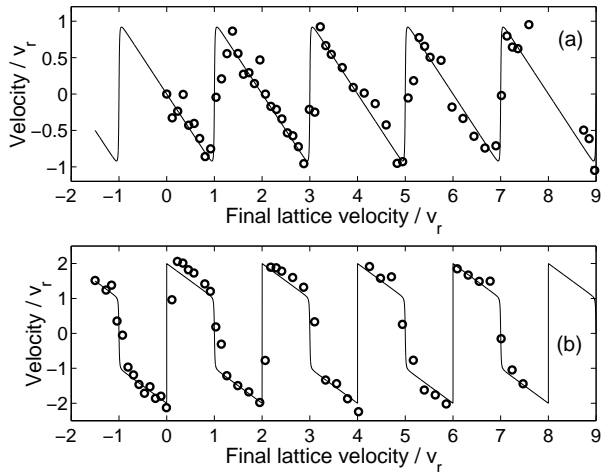 1
0.5
0
−0.5
−1
Velocity / v_r
(a)
−2 −1 0 1 2 3 4 5 6 7 8 9
Final lattice velocity / v_r
2
1
0
−1
−2
Velocity / v_r
(b)
−2 −1 0 1 2 3 4 5 6 7 8 9
Final lattice velocity / v_r